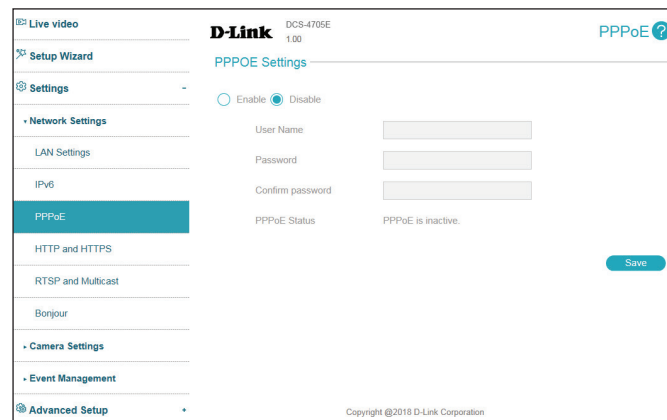 Live video
Setup Wizard
Settings -
Network Settings
LAN Settings
IPv6
PPPoE
HTTP and HTTPS
RTSP and Multicast
Bonjour
Camera Settings
Event Management
Advanced Setup +
D-Link DCS-4705E
1.00
PPPoE ?
PPPOE Settings
Enable Disable
User Name
Password
Confirm password
PPPoE Status PPPoE is inactive.
Save
Copyright @2018 D-Link Corporation